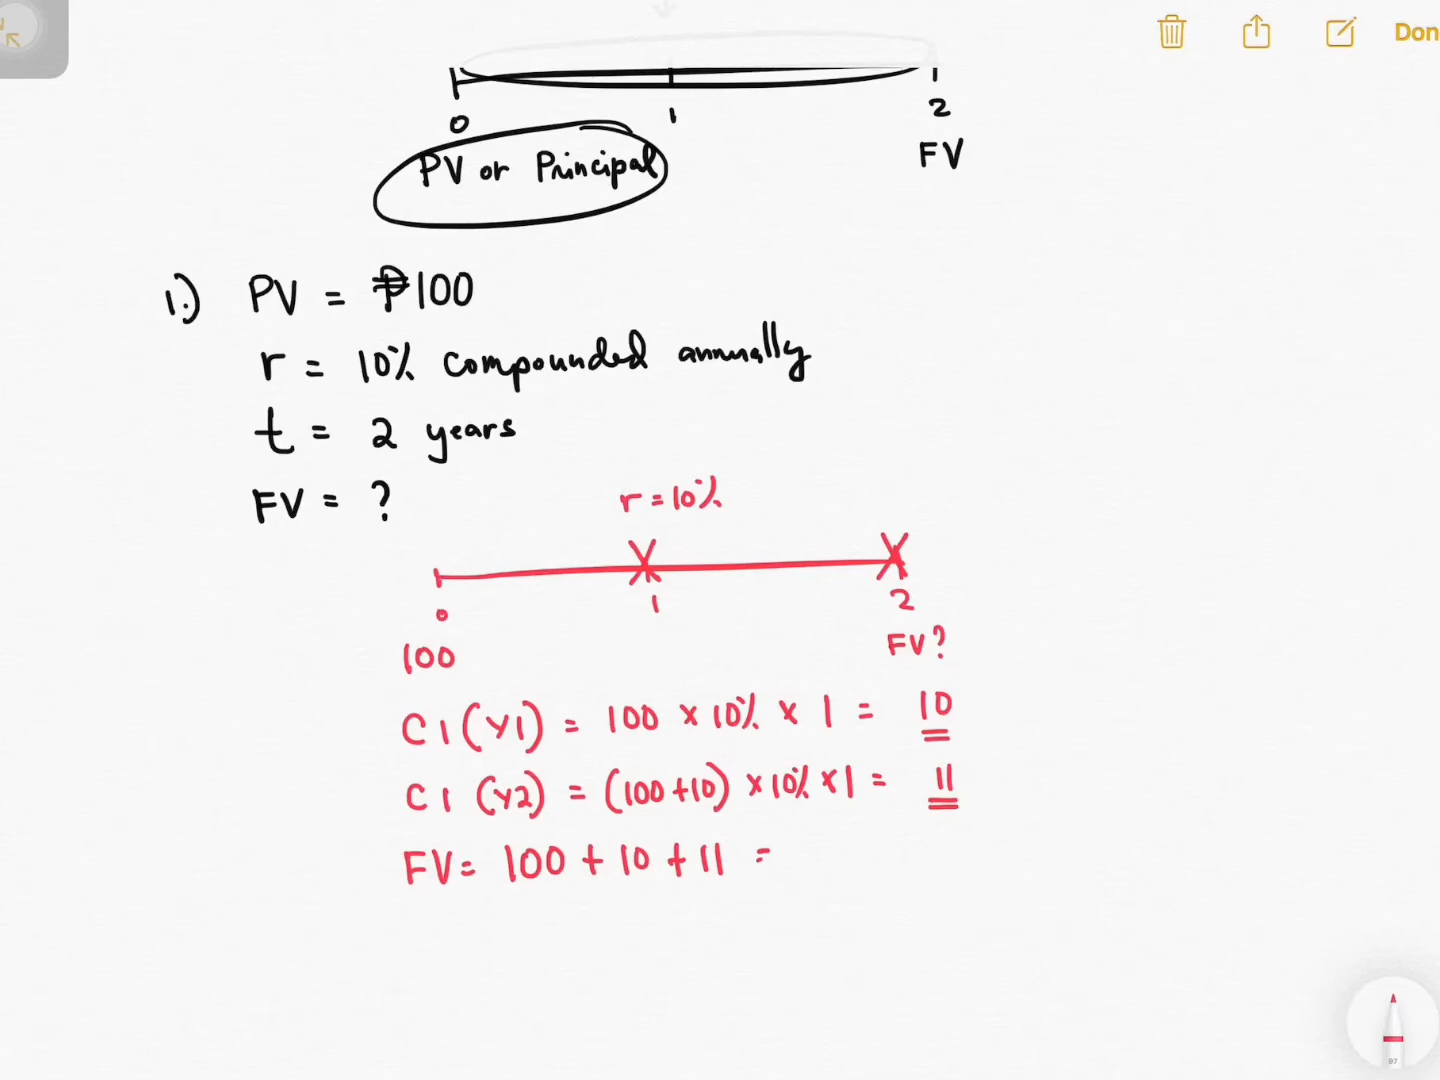 Don
0 1 2
PV or Principal FV
1.) PV = ₱100
r = 10% compounded annually
t = 2 years
FV = ?
r = 10%
0 1 2
100 FV?
CI (Y1) = 100 × 10% × 1 = 10
CI (Y2) = (100+10) × 10% × 1 = 11
FV = 100 + 10 + 11 =
97